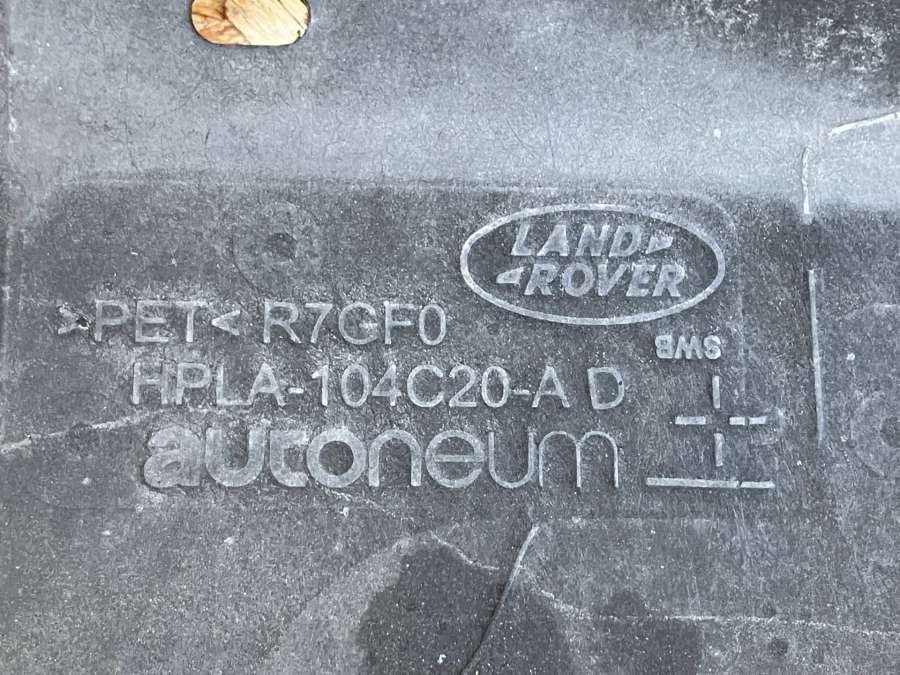 LAND
ROVER
>PET< R7GF0
SWB
HPLA-104C20-A D
autoneum